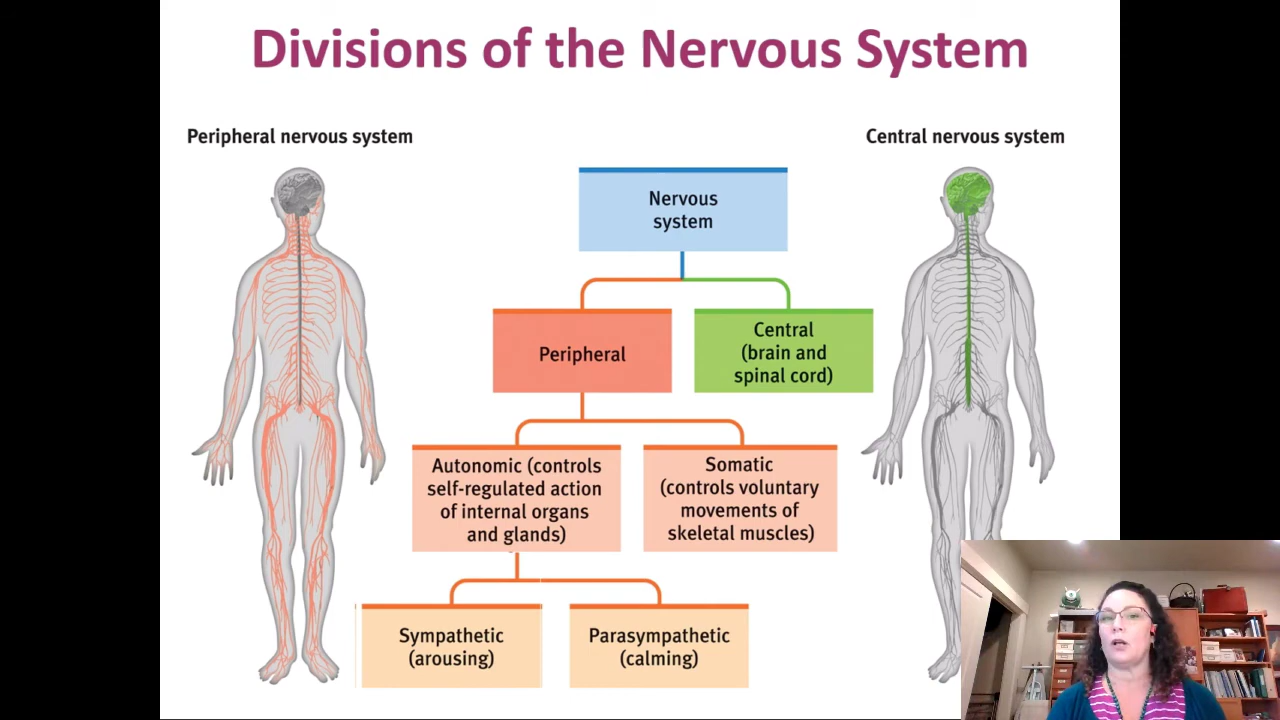 Divisions of the Nervous System
Peripheral nervous system
Central nervous system
Nervous
system
Peripheral
Central
(brain and
spinal cord)
Autonomic (controls
self-regulated action
of internal organs
and glands)
Somatic
(controls voluntary
movements of
skeletal muscles)
Sympathetic
(arousing)
Parasympathetic
(calming)